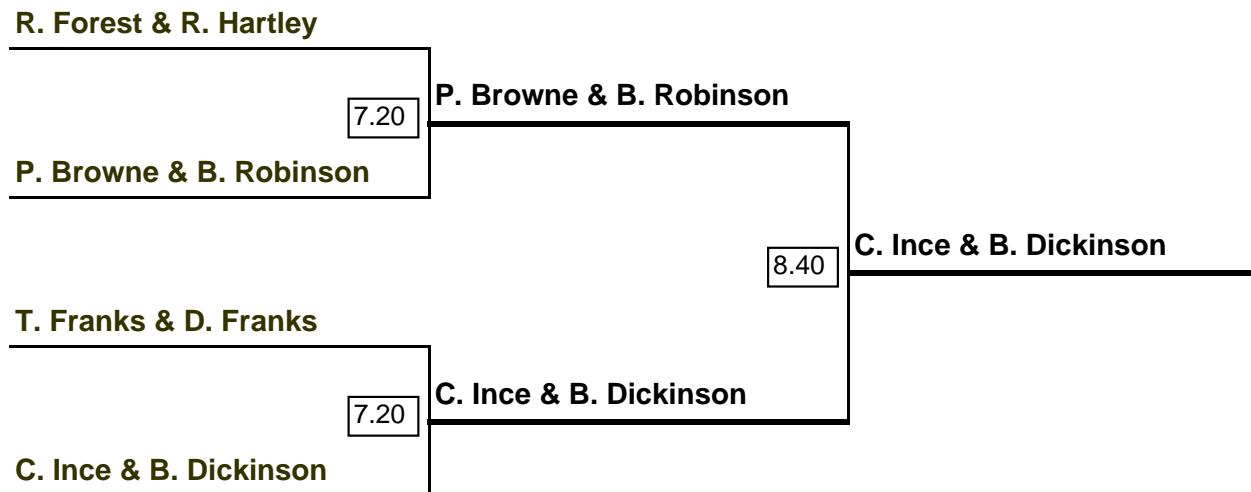 R. Forest & R. Hartley
P. Browne & B. Robinson
7.20
P. Browne & B. Robinson
C. Ince & B. Dickinson
8.40
T. Franks & D. Franks
C. Ince & B. Dickinson
7.20
C. Ince & B. Dickinson